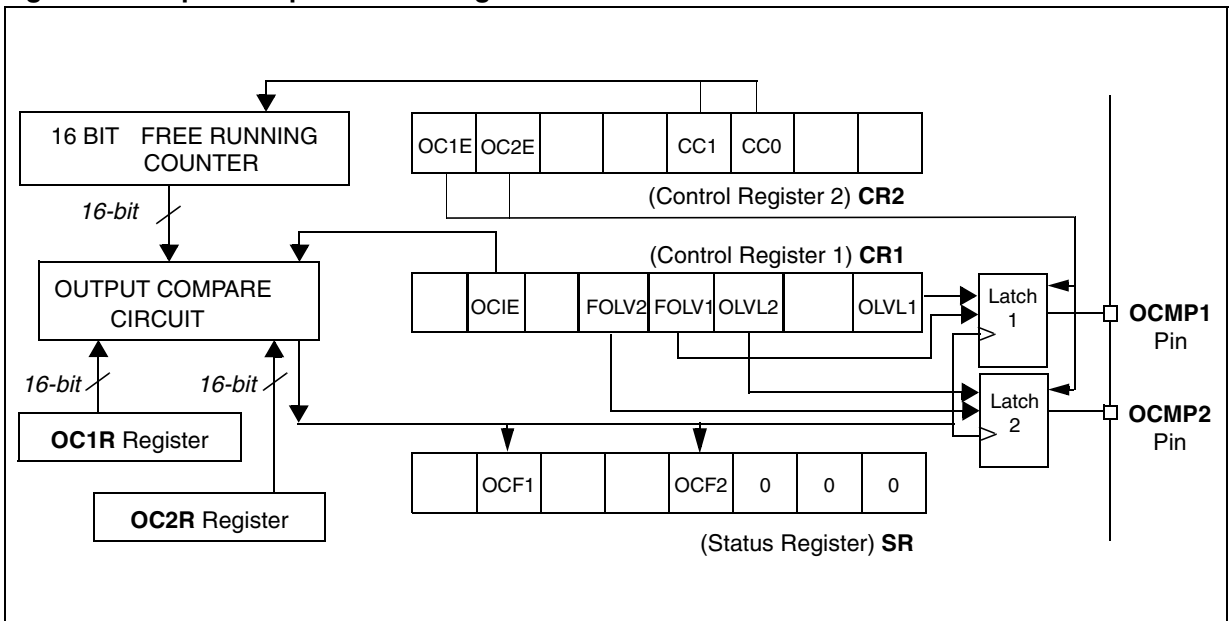 16 BIT FREE RUNNING
COUNTER
16-bit
OUTPUT COMPARE
CIRCUIT
16-bit
16-bit
OC1R Register
OC2R Register
OC1E OC2E CC1 CC0
(Control Register 2) CR2
(Control Register 1) CR1
OCIE FOLV2 FOLV1 OLVL2 OLVL1
Latch
1
OCMP1
Pin
Latch
2
OCMP2
Pin
OCF1 OCF2 0 0 0
(Status Register) SR